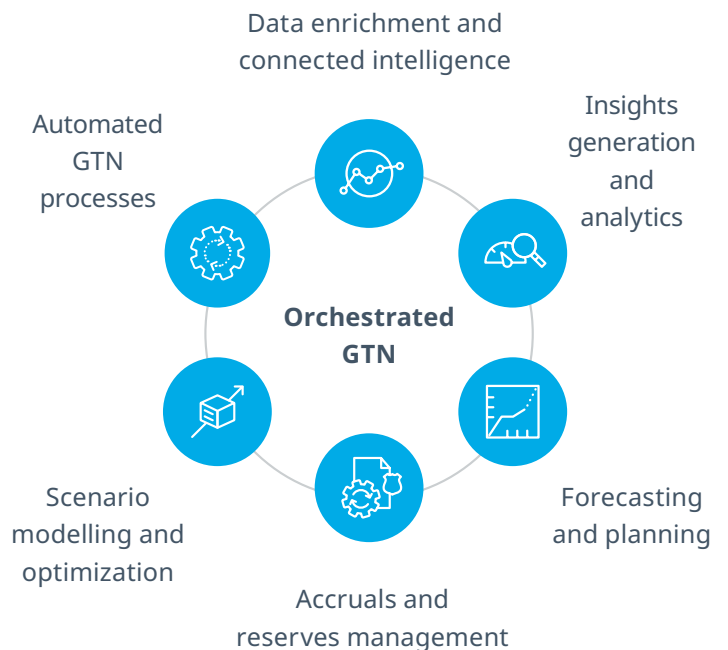 Data enrichment and
connected intelligence
Insights
generation
and
analytics
Automated
GTN
processes
Orchestrated
GTN
Scenario
modelling and
optimization
Forecasting
and planning
Accruals and
reserves management